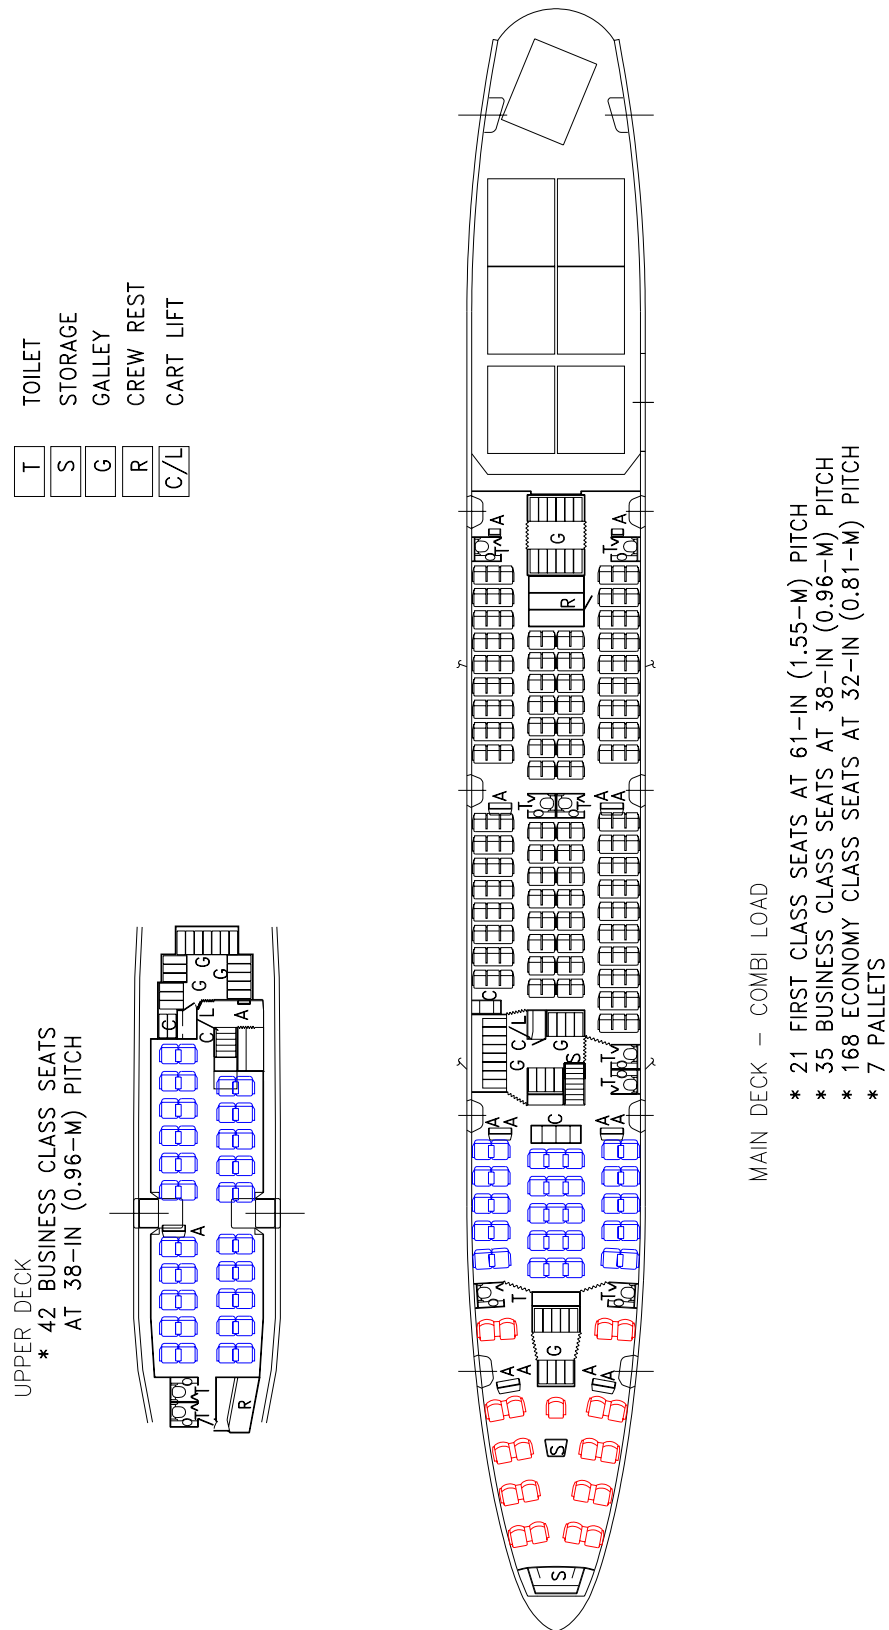 UPPER DECK
* 42 BUSINESS CLASS SEATS
AT 38-IN (0.96-M) PITCH
T TOILET
S STORAGE
G GALLEY
R CREW REST
C/L CART LIFT
T
T
R
A
C
C/L
A
G
G
G
S
S
A
A
A
A
G
T
T
A
A
C
A
A
T
T
G
S
C/L
G
C
A
T
T
A
A
R
T
T
G
A
A
MAIN DECK - COMBI LOAD
* 21 FIRST CLASS SEATS AT 61-IN (1.55-M) PITCH
* 35 BUSINESS CLASS SEATS AT 38-IN (0.96-M) PITCH
* 168 ECONOMY CLASS SEATS AT 32-IN (0.81-M) PITCH
* 7 PALLETS